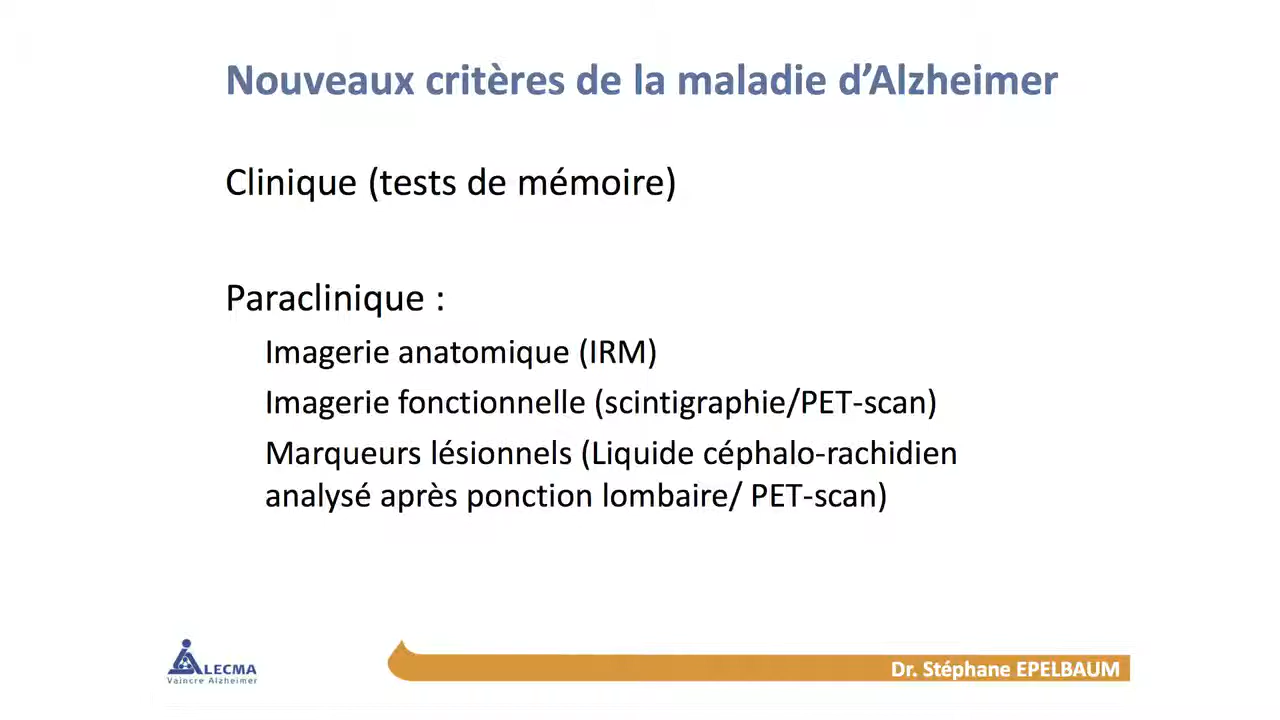 Nouveaux critères de la maladie d’Alzheimer
Clinique (tests de mémoire)
Paraclinique :
Imagerie anatomique (IRM)
Imagerie fonctionnelle (scintigraphie/PET-scan)
Marqueurs lésionnels (Liquide céphalo-rachidien
analysé après ponction lombaire/ PET-scan)
ALECMA
Vaincre Alzheimer
Dr. Stéphane EPELBAUM